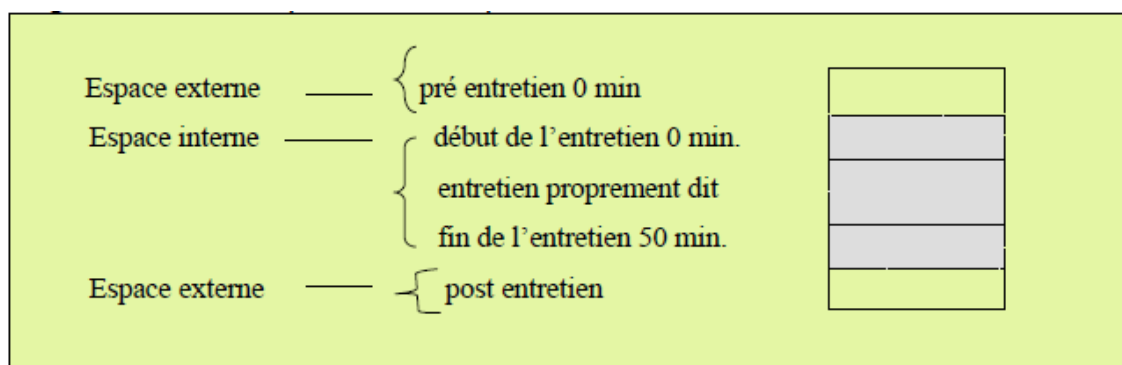 Espace externe pré entretien 0 min
Espace interne début de l’entretien 0 min.
entretien proprement dit
fin de l’entretien 50 min.
Espace externe post entretien